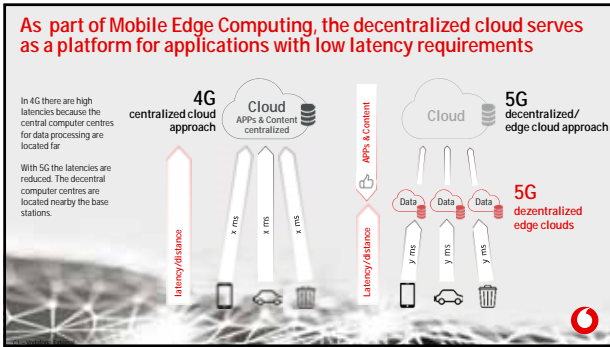 As part of Mobile Edge Computing, the decentralized cloud serves
as a platform for applications with low latency requirements
In 4G there are high
latencies because the
central computer centres
for data processing are
located far
With 5G the latencies are
reduced. The decentral
computer centres are
located nearby the base
stations.
4G
centralized cloud
approach
Cloud
APPs & Content
centralized
latency/distance
x ms
x ms
x ms
APPs & Content
Latency/distance
Cloud
5G
decentralized/
edge cloud approach
Data
Data
Data
5G
dezentralized
edge clouds
y ms
y ms
y ms